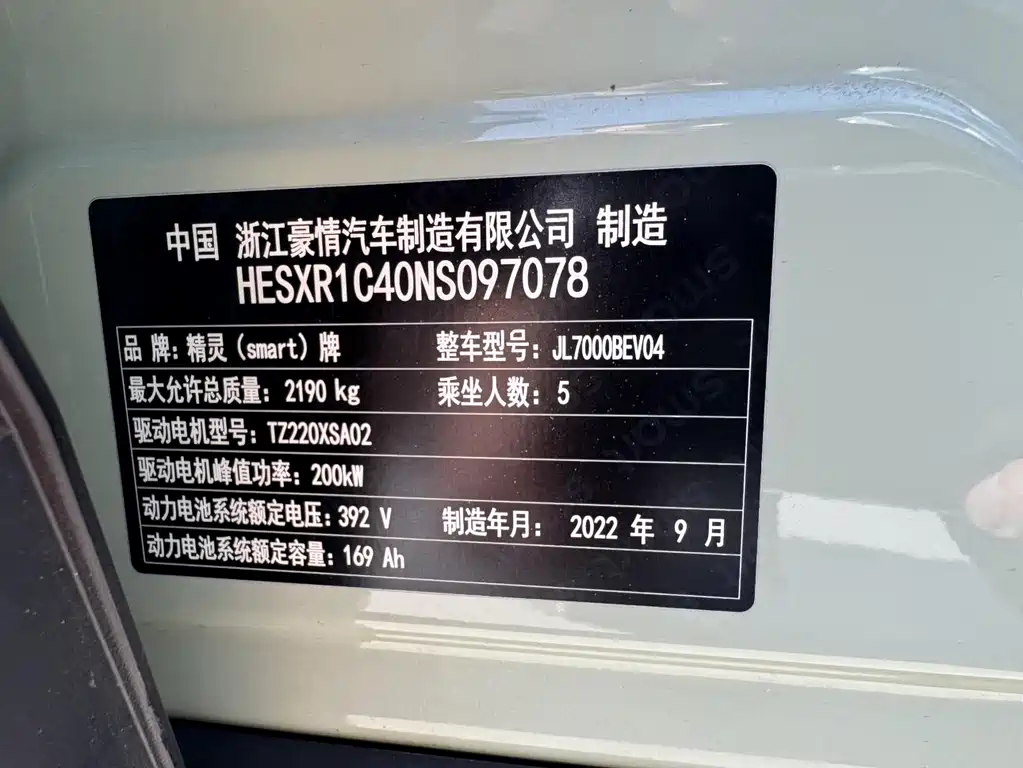 中国 浙江豪情汽车制造有限公司 制造
HESXR1C40NS097078
品 牌: 精灵 (smart) 牌 整车型号: JL7000BEV04
最大允许总质量: 2190 kg 乘坐人数: 5
驱动电机型号: TZ220XSA02
驱动电机峰值功率: 200kW
动力电池系统额定电压: 392 V 制造年月: 2022 年 9 月
动力电池系统额定容量: 169 Ah